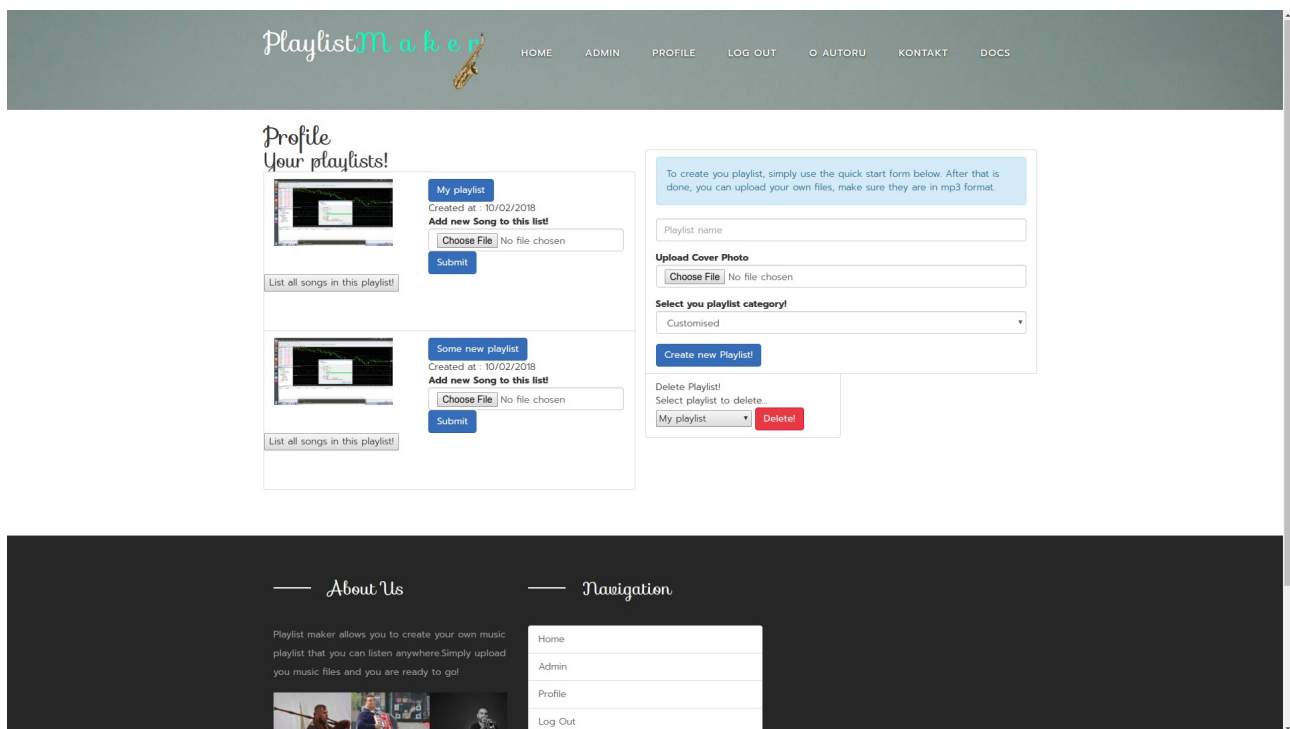 PlaylistMaker
HOME ADMIN PROFILE LOG OUT O AUTORU KONTAKT DOCS
Profile
Your playlists!
My playlist
Created at : 10/02/2018
Add new Song to this list!
Choose File No file chosen
Submit
List all songs in this playlist!
Some new playlist
Created at : 10/02/2018
Add new Song to this list!
Choose File No file chosen
Submit
List all songs in this playlist!
To create you playlist, simply use the quick start form below. After that is
done, you can upload your own files, make sure they are in mp3 format.
Playlist name
Upload Cover Photo
Choose File No file chosen
Select you playlist category!
Customised
Create new Playlist!
Delete Playlist!
Select playlist to delete...
My playlist Delete!
About Us
Playlist maker allows you to create your own music
playlist that you can listen anywhere.Simply upload
you music files and you are ready to go!
Navigation
Home
Admin
Profile
Log Out